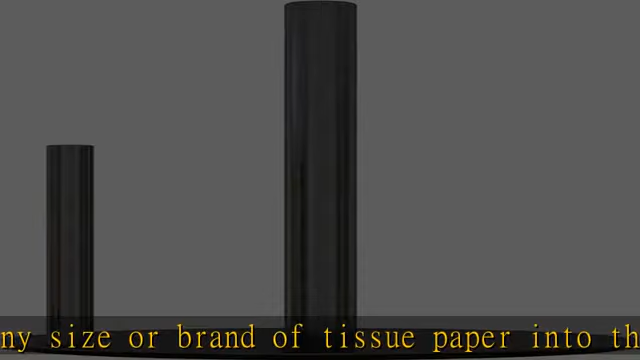 ny size or brand of tissue paper into th